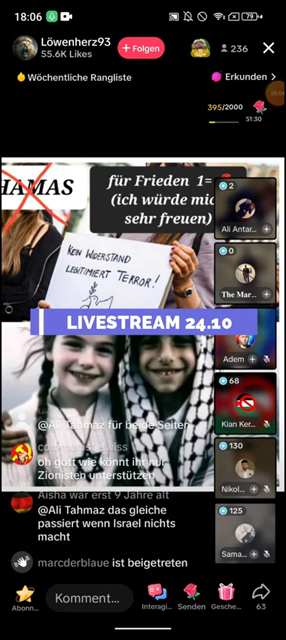 18:06
79
Löwenherz93
55.6K Likes
+ Folgen
236
Wöchentliche Rangliste
Erkunden >
395/2000
51:30
HAMAS
für Frieden 1=
(ich würde mic
sehr freuen)
KEIN WIDERSTAND
LEGITIMIERT TERROR!
2
Ali Antar...
0
The Mar...
LIVESTREAM 24.10
Adem
@Ali Tahmaz für beide Seiten
68
Kian Ker...
oh gott wie könnt ihr nur
Zionisten unterstützen
130
Nikol...
Aisha war erst 9 Jahre alt
@Ali Tahmaz das gleiche
passiert wenn Israel nichts
macht
125
Sama...
marcderblaue ist beigetreten
Abonn...
Komment...
Interagi...
Senden
Gesche...
63